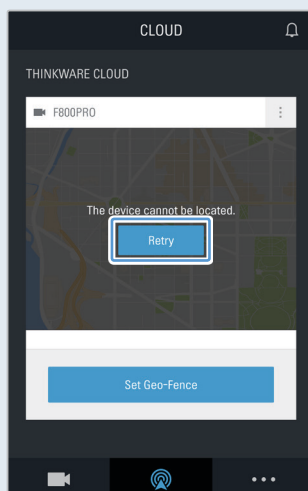 CLOUD
THINKWARE CLOUD
F800PRO
The device cannot be located.
Retry
Set Geo-Fence